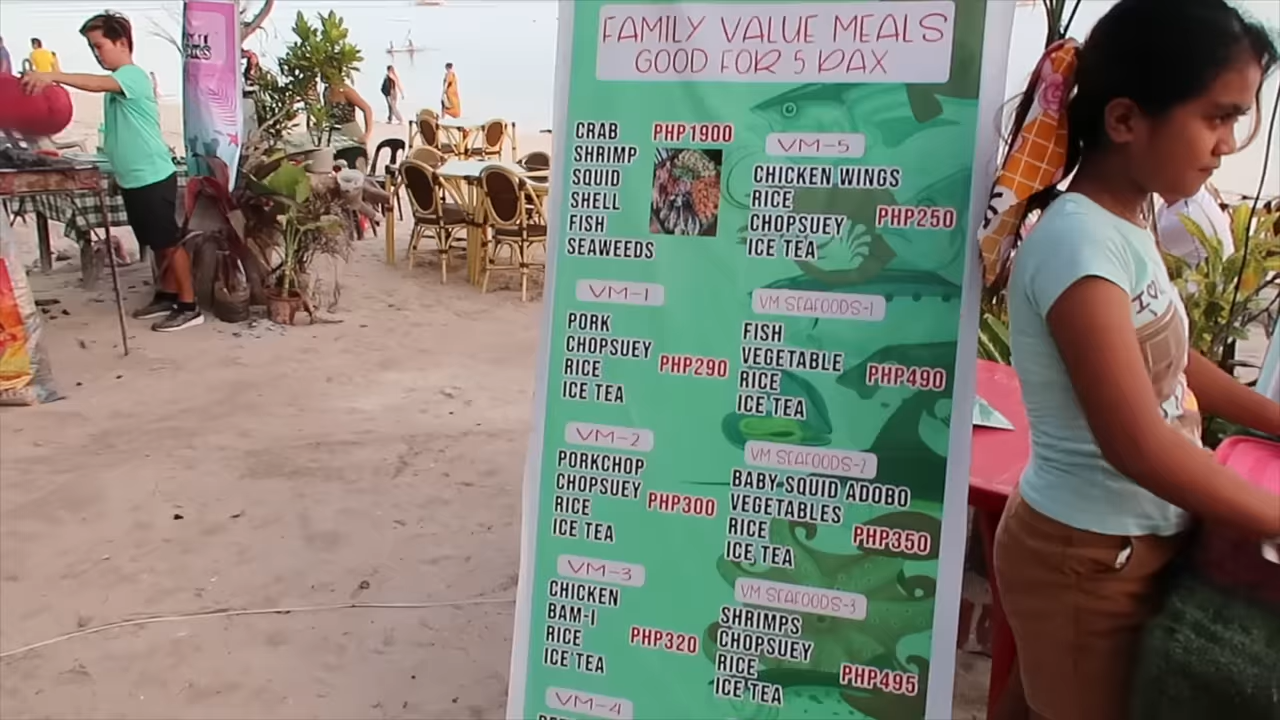 FAMILY VALUE MEALS
GOOD FOR 5 PAX
CRAB PHP1900
SHRIMP
SQUID
SHELL
FISH
SEAWEEDS
VM-1
PORK
CHOPSUEY
RICE PHP290
ICE TEA
VM-2
PORKCHOP
CHOPSUEY
RICE PHP300
ICE TEA
VM-3
CHICKEN
BAM-I
RICE PHP320
ICE TEA
VM-4
VM-5
CHICKEN WINGS
RICE
CHOPSUEY PHP250
ICE TEA
VM SEAFOODS-1
FISH
VEGETABLE
RICE PHP490
ICE TEA
VM SEAFOODS-2
BABY SQUID ADOBO
VEGETABLES
RICE PHP350
ICE TEA
VM SEAFOODS-3
SHRIMPS
CHOPSUEY
RICE PHP495
ICE TEA
I